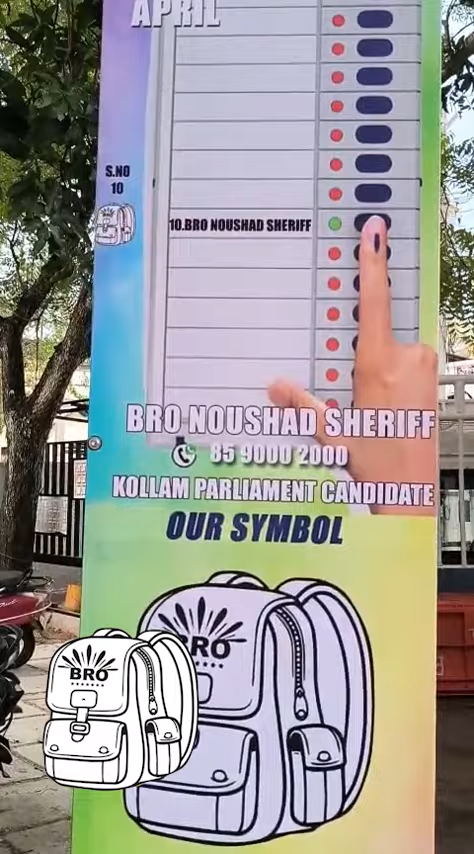 APRIL
S.NO
10
10.BRO NOUSHAD SHERIFF
BRO NOUSHAD SHERIFF
85 9000 2000
KOLLAM PARLIAMENT CANDIDATE
OUR SYMBOL
BRO
BRO